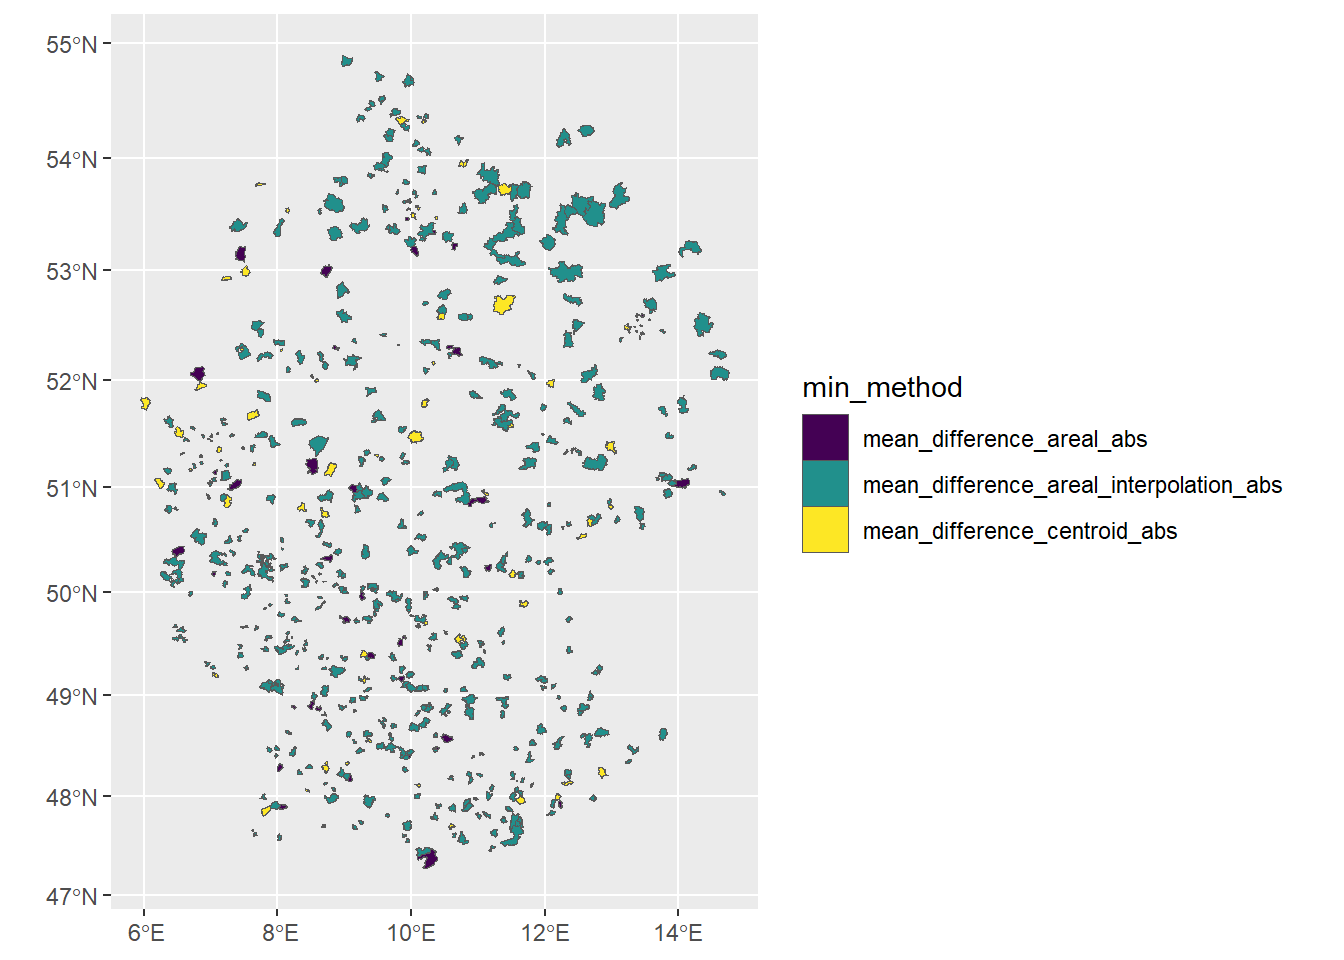 55°N
54°N
53°N
52°N
51°N
50°N
49°N
48°N
47°N
6°E 8°E 10°E 12°E 14°E
min_method
mean_difference_areal_abs
mean_difference_areal_interpolation_abs
mean_difference_centroid_abs